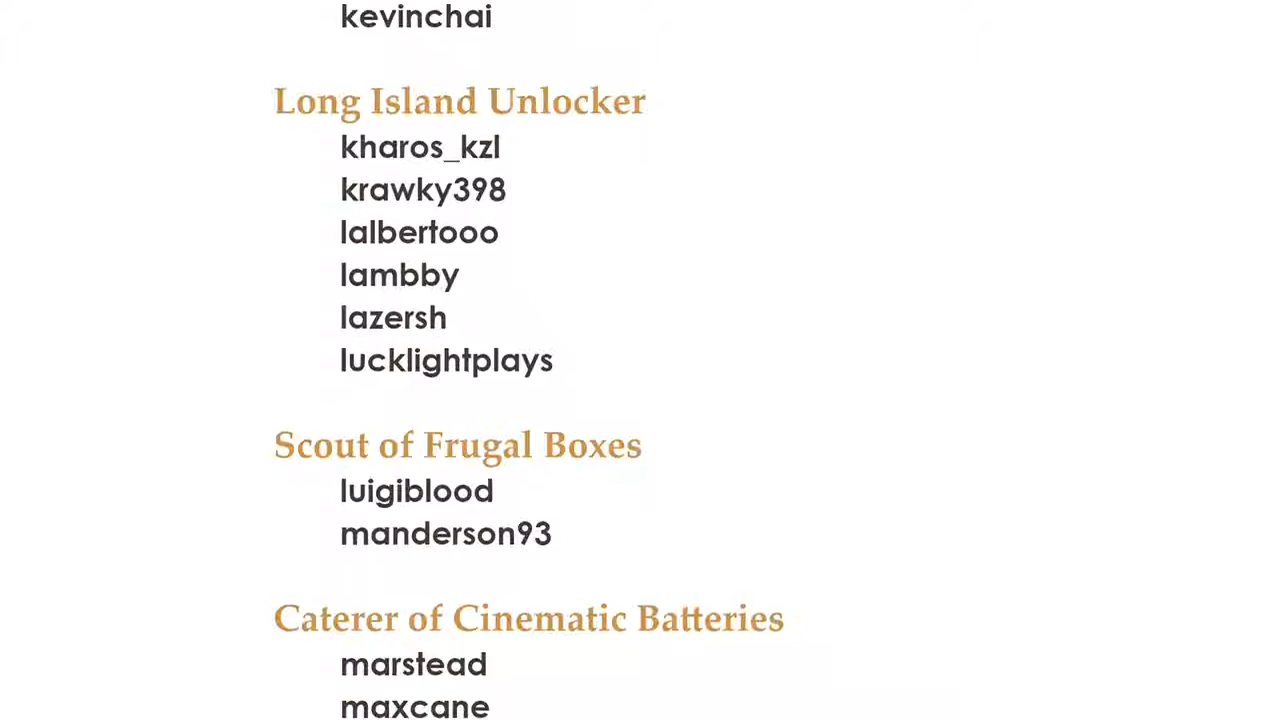 kevinchai
Long Island Unlocker
kharos_kzl
krawky398
lalbertooo
lambby
lazersh
lucklightplays
Scout of Frugal Boxes
luigiblood
manderson93
Caterer of Cinematic Batteries
marstead
maxcane